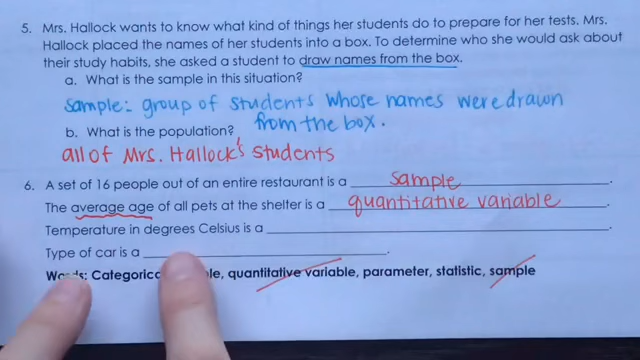 5. Mrs. Hallock wants to know what kind of things her students do to prepare for her tests. Mrs.
Hallock placed the names of her students into a box. To determine who she would ask about
their study habits, she asked a student to draw names from the box.
a. What is the sample in this situation?
sample: group of students whose names were drawn
from the box.
b. What is the population?
all of Mrs. Hallock's students
6. A set of 16 people out of an entire restaurant is a sample.
The average age of all pets at the shelter is a quantitative variable.
Temperature in degrees Celsius is a .
Type of car is a .
Words: quantitative variable, parameter, statistic, sample